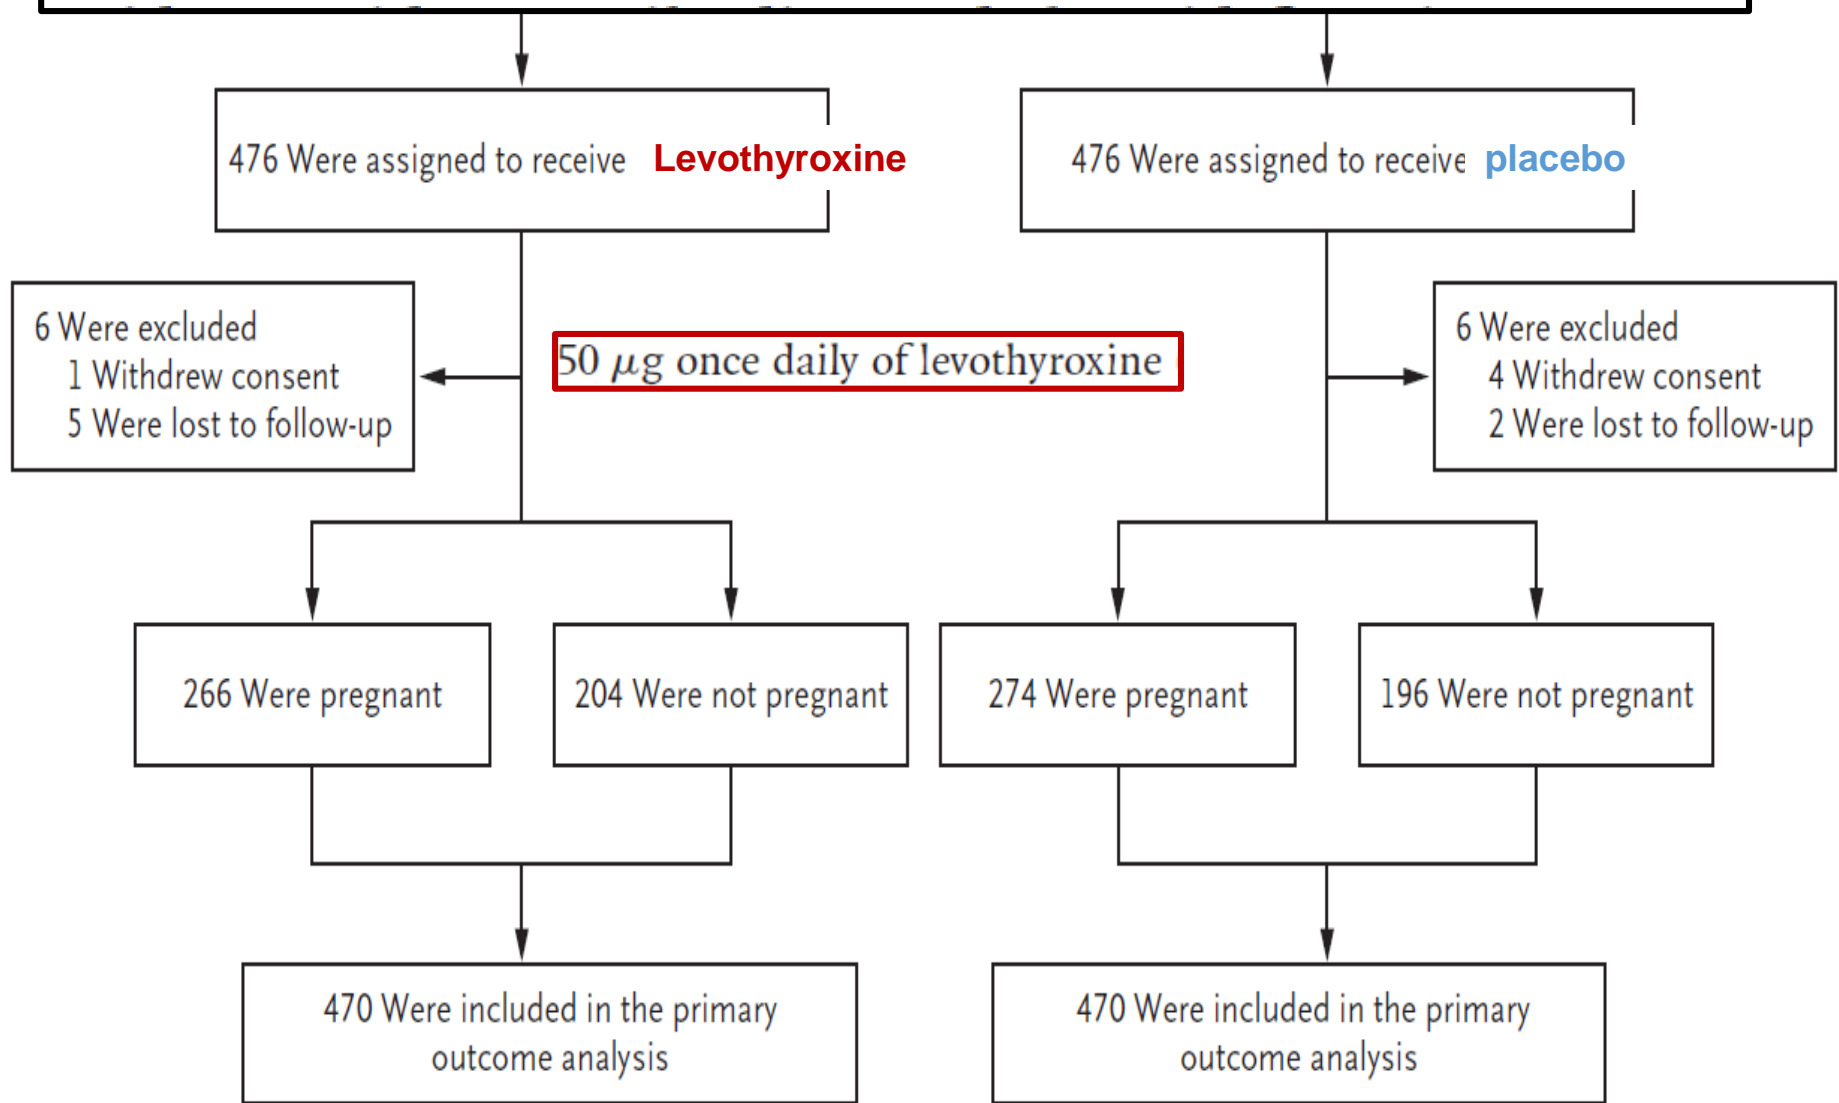 476 Were assigned to receive Levothyroxine
476 Were assigned to receive placebo
6 Were excluded
1 Withdrew consent
5 Were lost to follow-up
50 μg once daily of levothyroxine
6 Were excluded
4 Withdrew consent
2 Were lost to follow-up
266 Were pregnant
204 Were not pregnant
274 Were pregnant
196 Were not pregnant
470 Were included in the primary
outcome analysis
470 Were included in the primary
outcome analysis